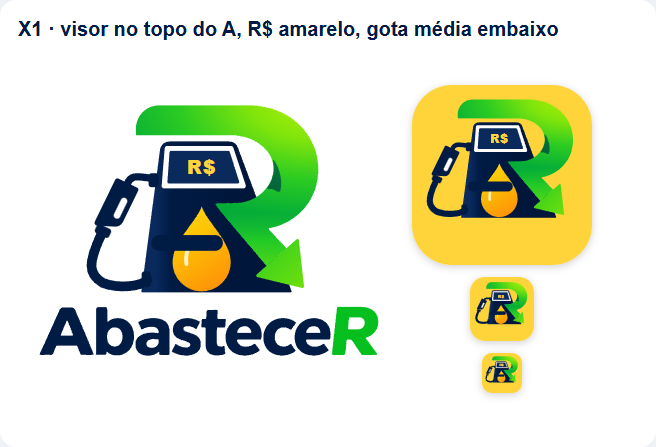 X1 · visor no topo do A, R$ amarelo, gota média embaixo
R$
AbasteceR
R$
R$